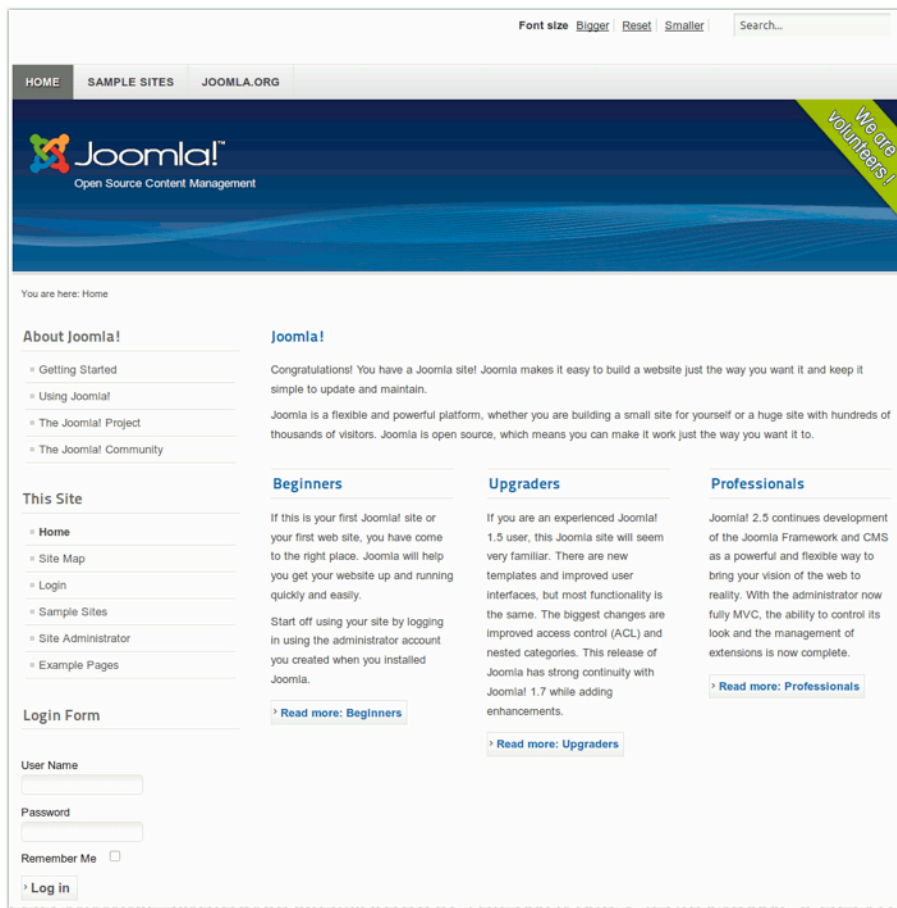 Font size Bigger Reset Smaller Search...
HOME SAMPLE SITES JOOMLA.ORG
We are
volunteers!
Joomla!™
Open Source Content Management
You are here: Home
About Joomla!
Getting Started
Using Joomla!
The Joomla! Project
The Joomla! Community
This Site
Home
Site Map
Login
Sample Sites
Site Administrator
Example Pages
Login Form
User Name
Password
Remember Me
Log in
Joomla!
Congratulations! You have a Joomla site! Joomla makes it easy to build a website just the way you want it and keep it
simple to update and maintain.
Joomla is a flexible and powerful platform, whether you are building a small site for yourself or a huge site with hundreds of
thousands of visitors. Joomla is open source, which means you can make it work just the way you want it to.
Beginners
If this is your first Joomla! site or
your first web site, you have come
to the right place. Joomla will help
you get your website up and running
quickly and easily.
Start off using your site by logging
in using the administrator account
you created when you installed
Joomla.
Read more: Beginners
Upgraders
If you are an experienced Joomla!
1.5 user, this Joomla site will seem
very familiar. There are new
templates and improved user
interfaces, but most functionality is
the same. The biggest changes are
improved access control (ACL) and
nested categories. This release of
Joomla has strong continuity with
Joomla! 1.7 while adding
enhancements.
Read more: Upgraders
Professionals
Joomla! 2.5 continues development
of the Joomla Framework and CMS
as a powerful and flexible way to
bring your vision of the web to
reality. With the administrator now
fully MVC, the ability to control its
look and the management of
extensions is now complete.
Read more: Professionals